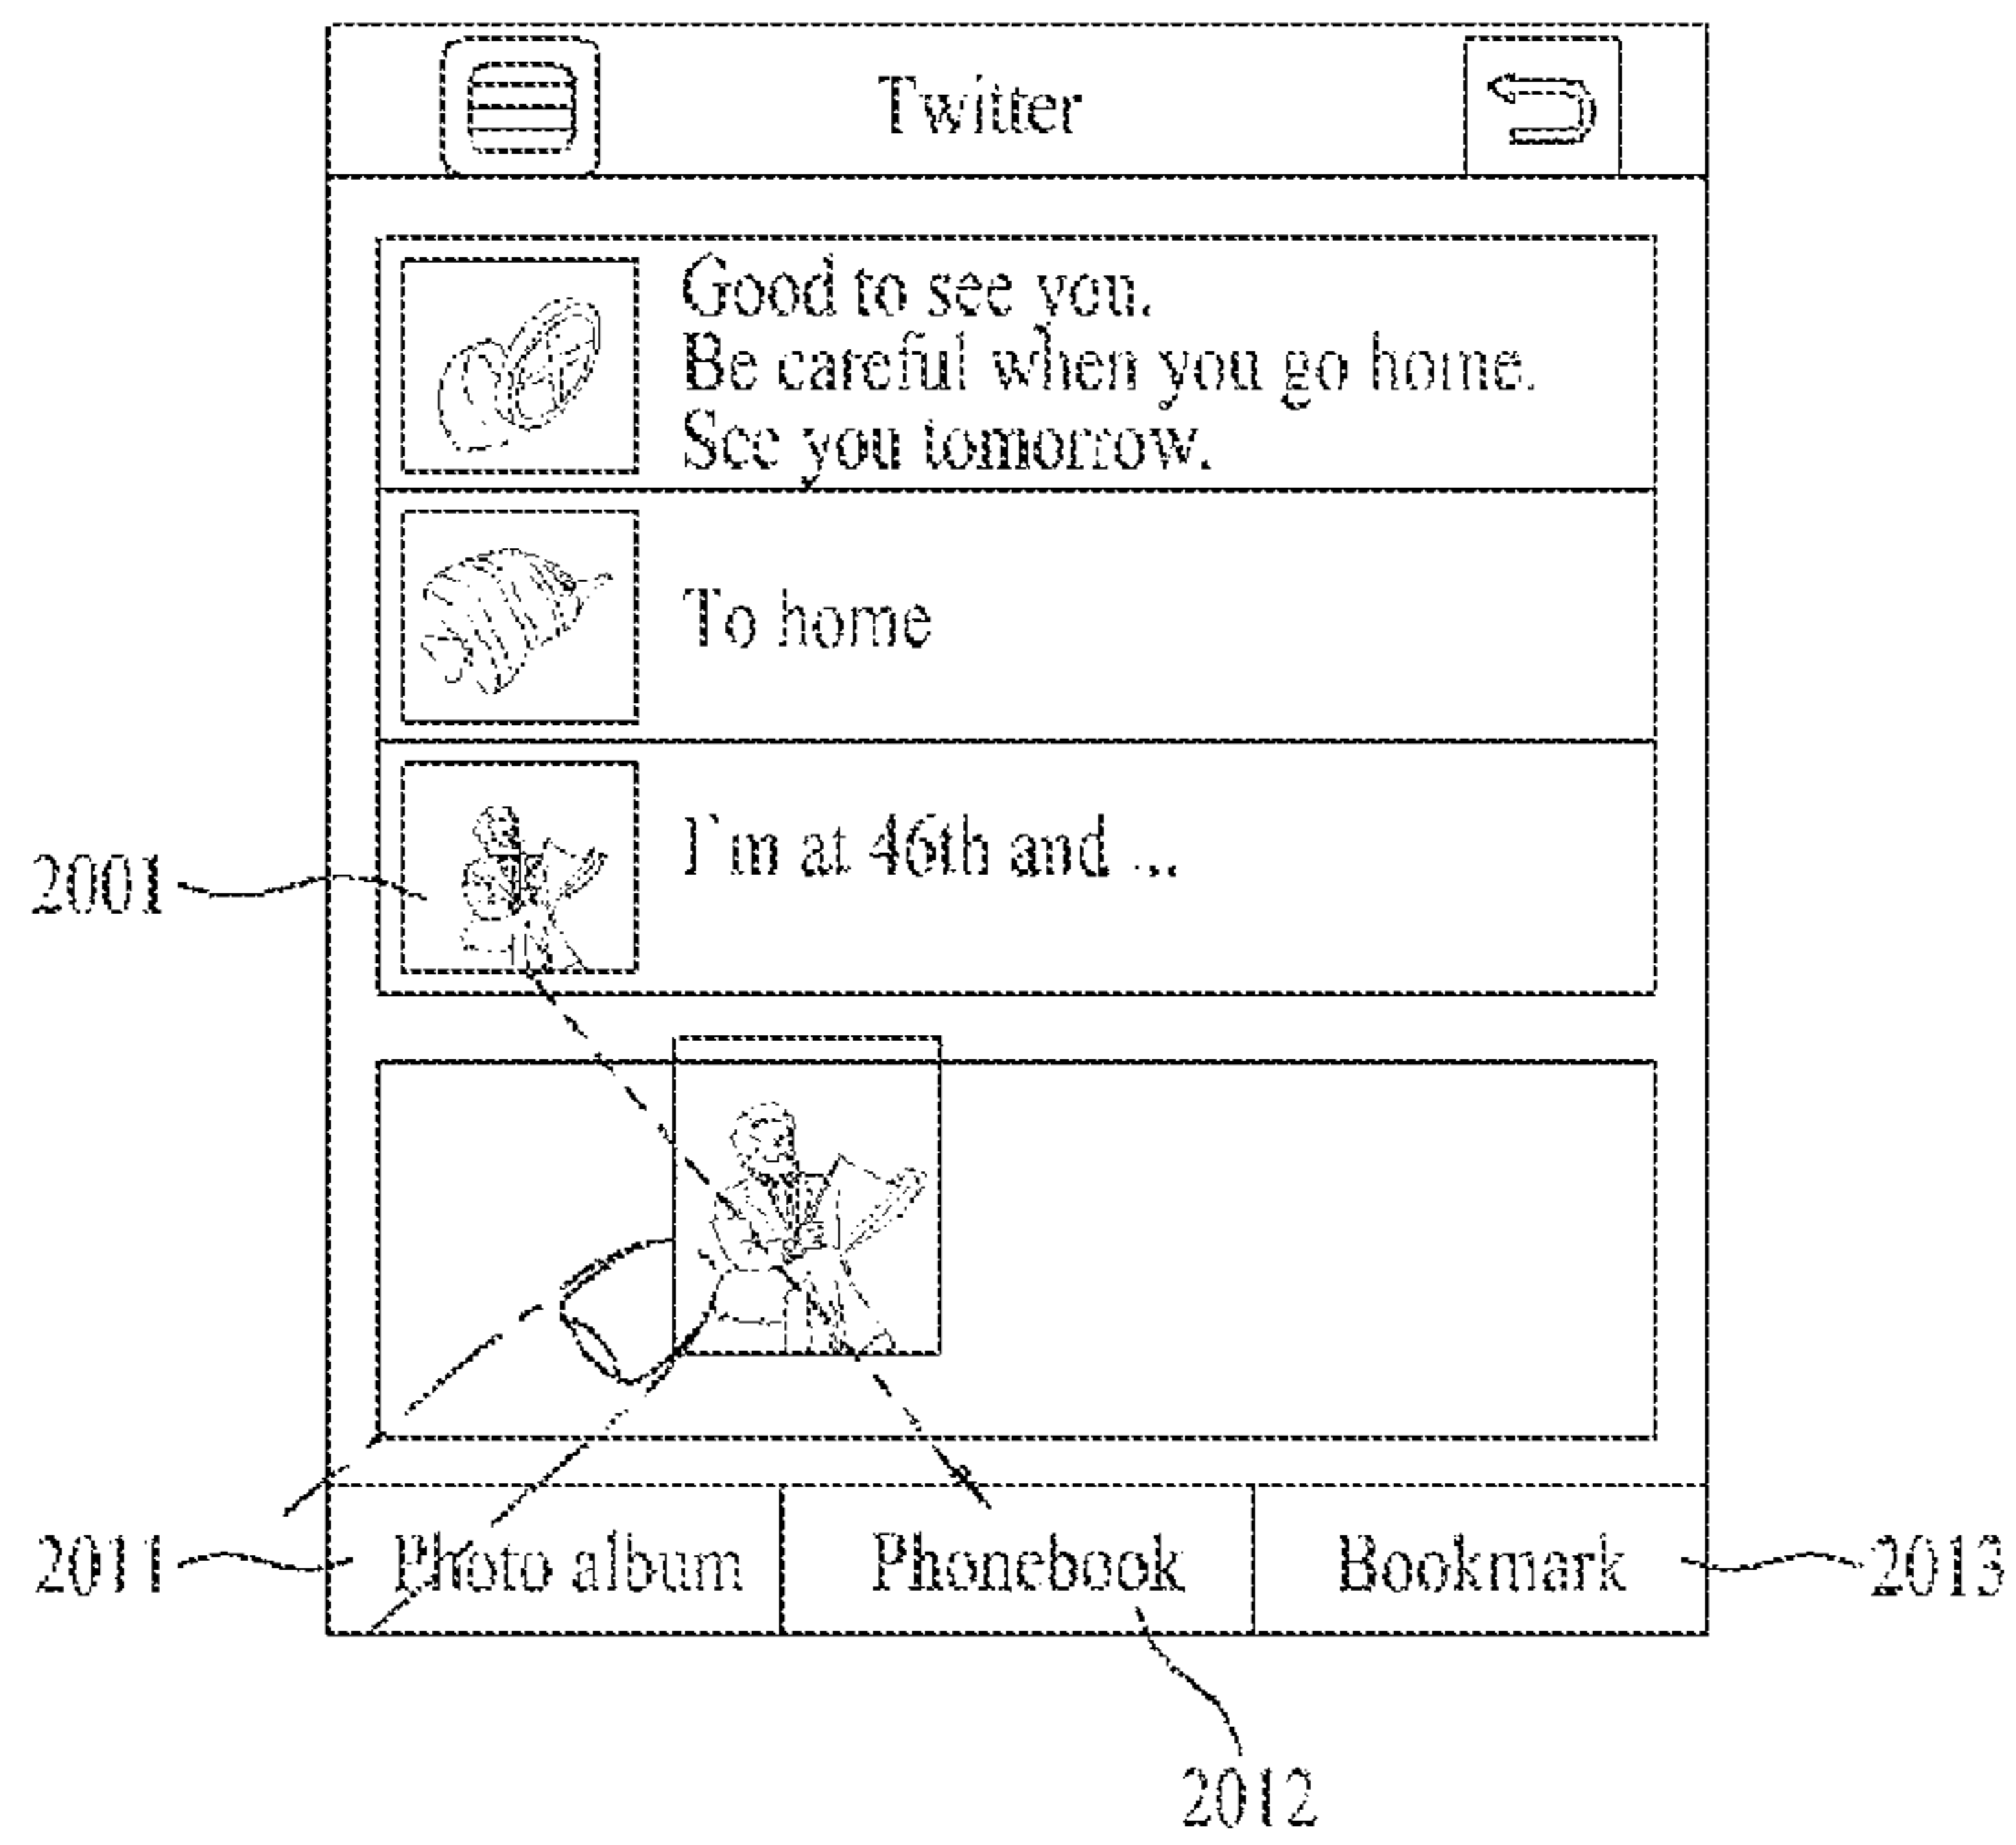 Twitter
Good to see you.
Be careful when you go home.
See you tomorrow.
To home
I'm at 46th and ...
2001
2011
Photo album
Phonebook
Bookmark
2013
2012